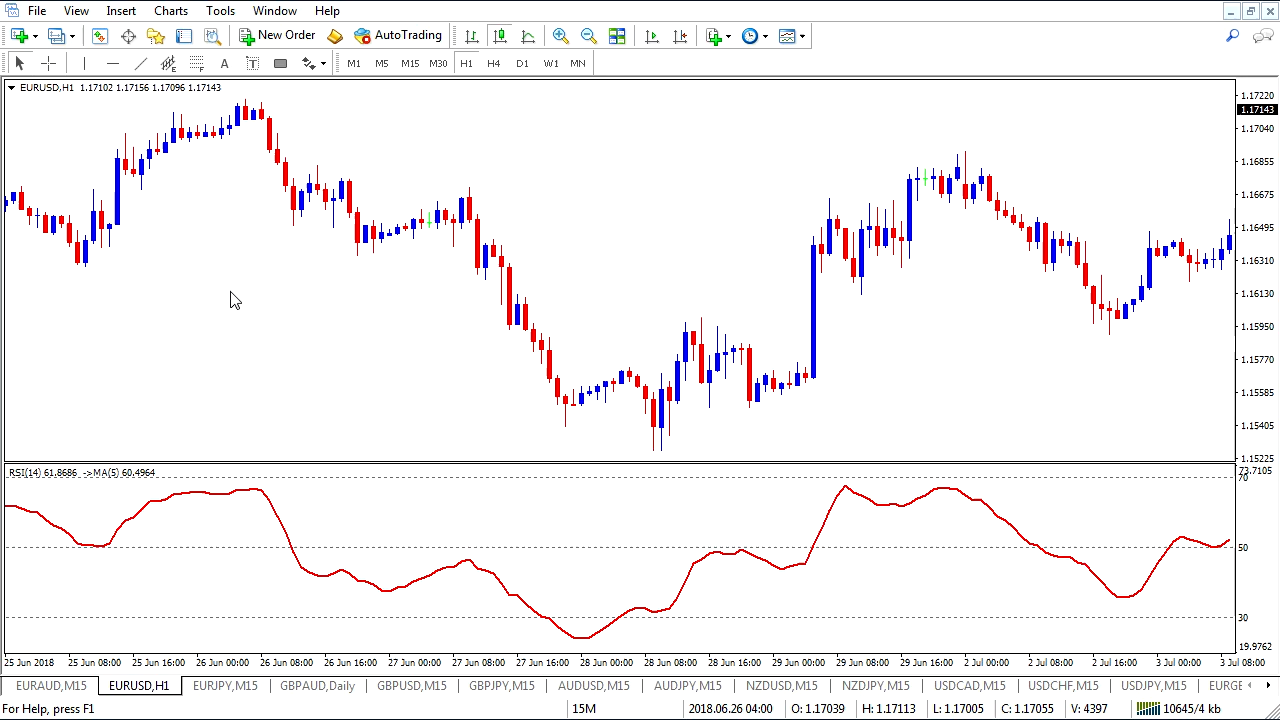 File View Insert Charts Tools Window Help
New Order AutoTrading
A T M1 M5 M15 M30 H1 H4 D1 W1 MN
EURUSD,H1 1.17102 1.17156 1.17096 1.17143
1.17220
1.17143
1.17040
1.16855
1.16675
1.16495
1.16310
1.16130
1.15950
1.15770
1.15585
1.15405
1.15225
RSI(14) 61.8686 ->MA(5) 60.4964
73.7105
70
50
30
19.9762
25 Jun 2018 25 Jun 08:00 25 Jun 16:00 26 Jun 00:00 26 Jun 08:00 26 Jun 16:00 27 Jun 00:00 27 Jun 08:00 27 Jun 16:00 28 Jun 00:00 28 Jun 08:00 28 Jun 16:00 29 Jun 00:00 29 Jun 08:00 29 Jun 16:00 2 Jul 00:00 2 Jul 08:00 2 Jul 16:00 3 Jul 00:00 3 Jul 08:00
EURAUD,M15 EURUSD,H1 EURJPY,M15 GBPAUD,Daily GBPUSD,M15 GBPJPY,M15 AUDUSD,M15 AUDJPY,M15 NZDUSD,M15 NZDJPY,M15 USDCAD,M15 USDCHF,M15 USDJPY,M15 EURGE
For Help, press F1 15M 2018.06.26 04:00 O: 1.17039 H: 1.17113 L: 1.17005 C: 1.17055 V: 4397 10645/4 kb